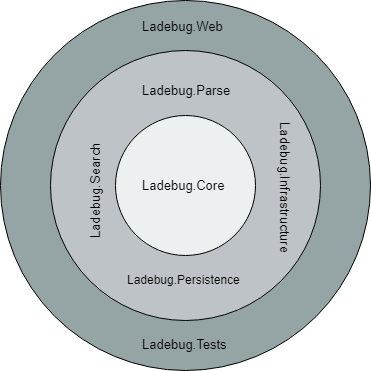 Ladebug.Web
Ladebug.Parse
Ladebug.Search
Ladebug.Core
Ladebug.Infrastructure
Ladebug.Persistence
Ladebug.Tests